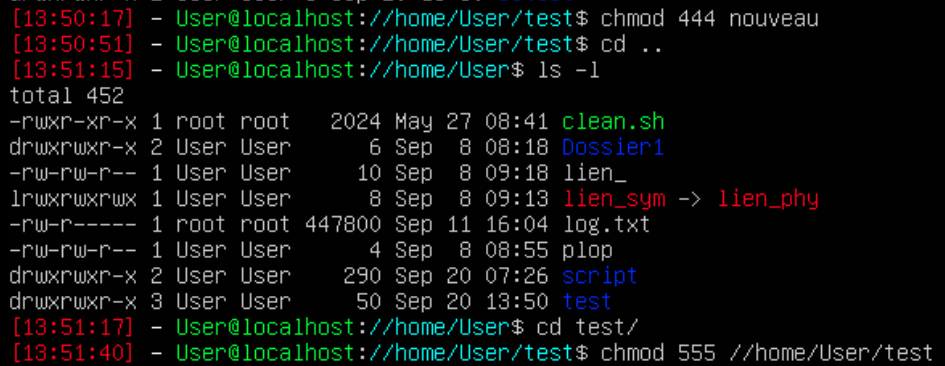 [13:50:17] - User@localhost://home/User/test$ chmod 444 nouveau
[13:50:51] - User@localhost://home/User/test$ cd ..
[13:51:15] - User@localhost://home/User$ ls -l
total 452
-rwxr-xr-x 1 root root   2024 May 27 08:41 clean.sh
drwxrwxr-x 2 User User      6 Sep  8 08:18 Dossier1
-rw-rw-r-- 1 User User     10 Sep  8 09:18 lien_
lrwxrwxrwx 1 User User      8 Sep  8 09:13 lien_sym -> lien_phy
-rw-r----- 1 root root 447800 Sep 11 16:04 log.txt
-rw-rw-r-- 1 User User      4 Sep  8 08:55 plop
drwxrwxr-x 2 User User    290 Sep 20 07:26 script
drwxrwxr-x 3 User User     50 Sep 20 13:50 test
[13:51:17] - User@localhost://home/User$ cd test/
[13:51:40] - User@localhost://home/User/test$ chmod 555 //home/User/test